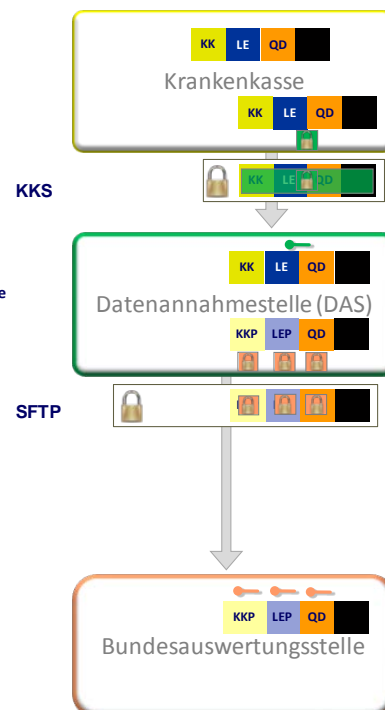 KK LE QD
Krankenkasse
KK LE QD
KKS
KK LE QD
KK LE QD
e
Datenannahmestelle (DAS)
KKP LEP QD
SFTP
KKP LEP QD
Bundesauswertungsstelle